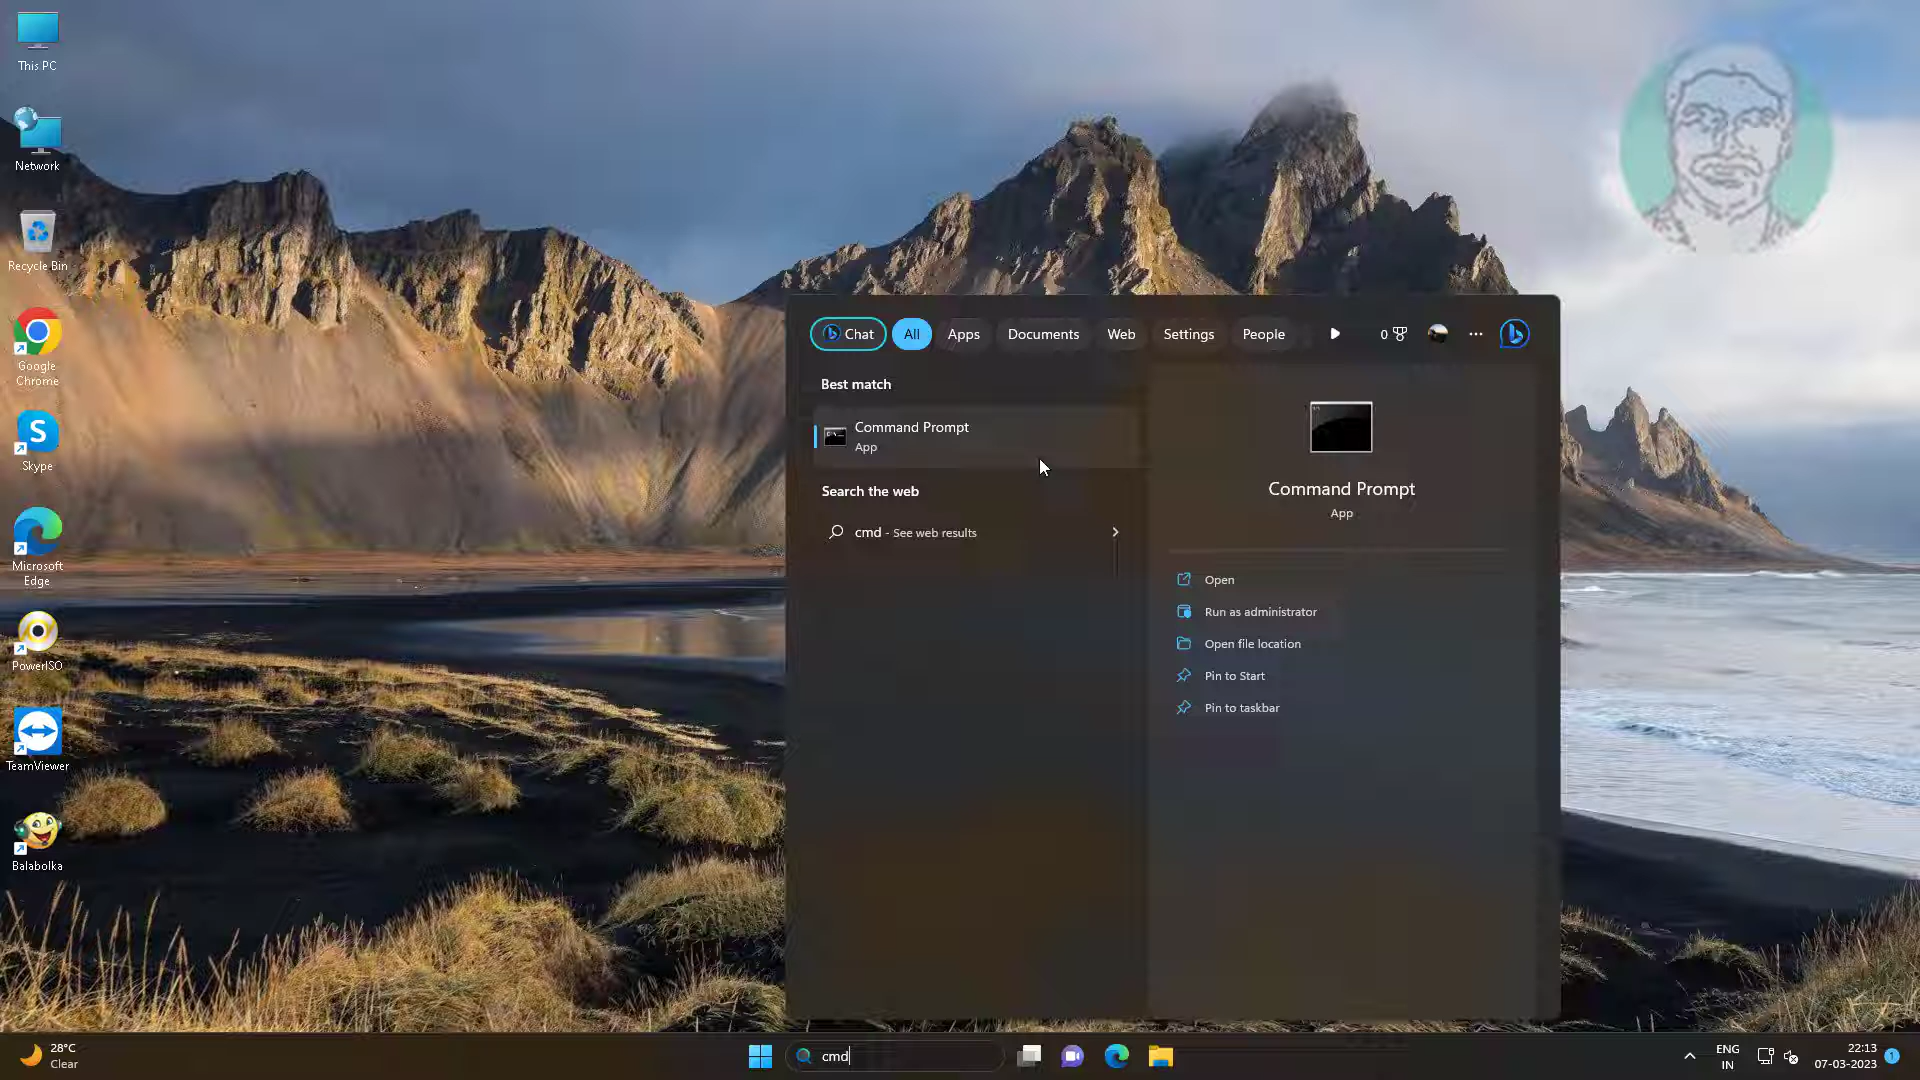 This PC
Network
Recycle Bin
Google
Chrome
Skype
Microsoft
Edge
PowerISO
TeamViewer
Balabolka
Chat
All
Apps
Documents
Web
Settings
People
0
Best match
Command Prompt
App
Search the web
cmd - See web results
Command Prompt
App
Open
Run as administrator
Open file location
Pin to Start
Pin to taskbar
28°C
Clear
cmd
ENG
IN
22:13
07-03-2023
1